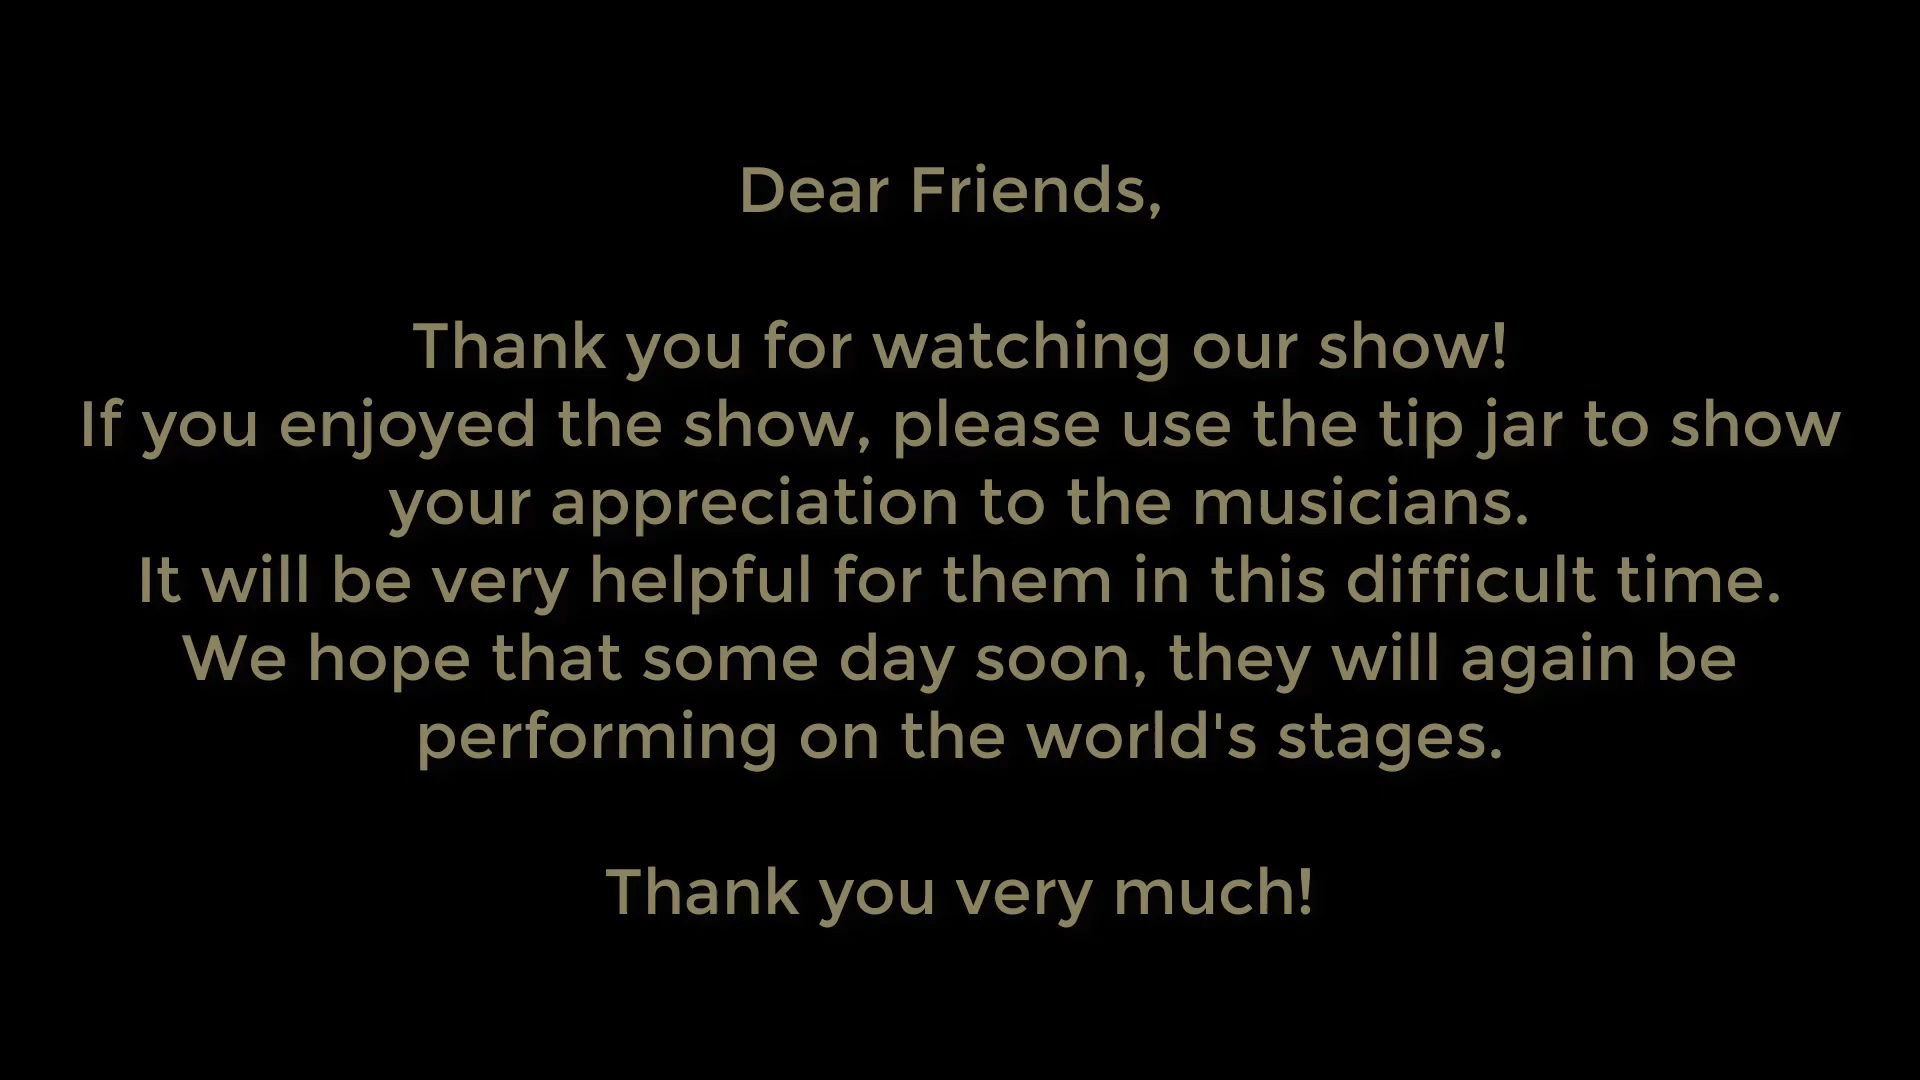 Dear Friends,
Thank you for watching our show!
If you enjoyed the show, please use the tip jar to show
your appreciation to the musicians.
It will be very helpful for them in this difficult time.
We hope that some day soon, they will again be
performing on the world's stages.
Thank you very much!